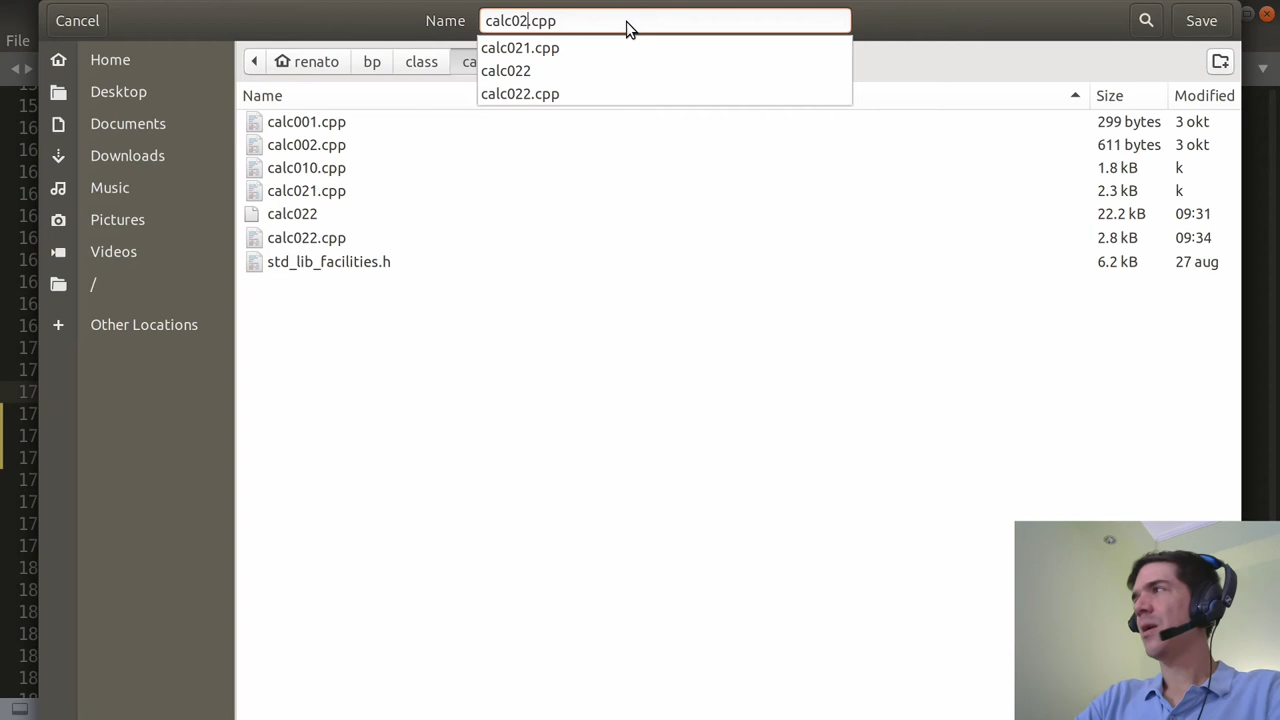 Cancel
Name
calc02.cpp
Save
File
calc021.cpp
calc022
calc022.cpp
renato
bp
class
ca
Home
Desktop
Documents
Downloads
Music
Pictures
Videos
/
Other Locations
Name
Size
Modified
calc001.cpp 299 bytes 3 okt
calc002.cpp 611 bytes 3 okt
calc010.cpp 1.8 kB k
calc021.cpp 2.3 kB k
calc022 22.2 kB 09:31
calc022.cpp 2.8 kB 09:34
std_lib_facilities.h 6.2 kB 27 aug